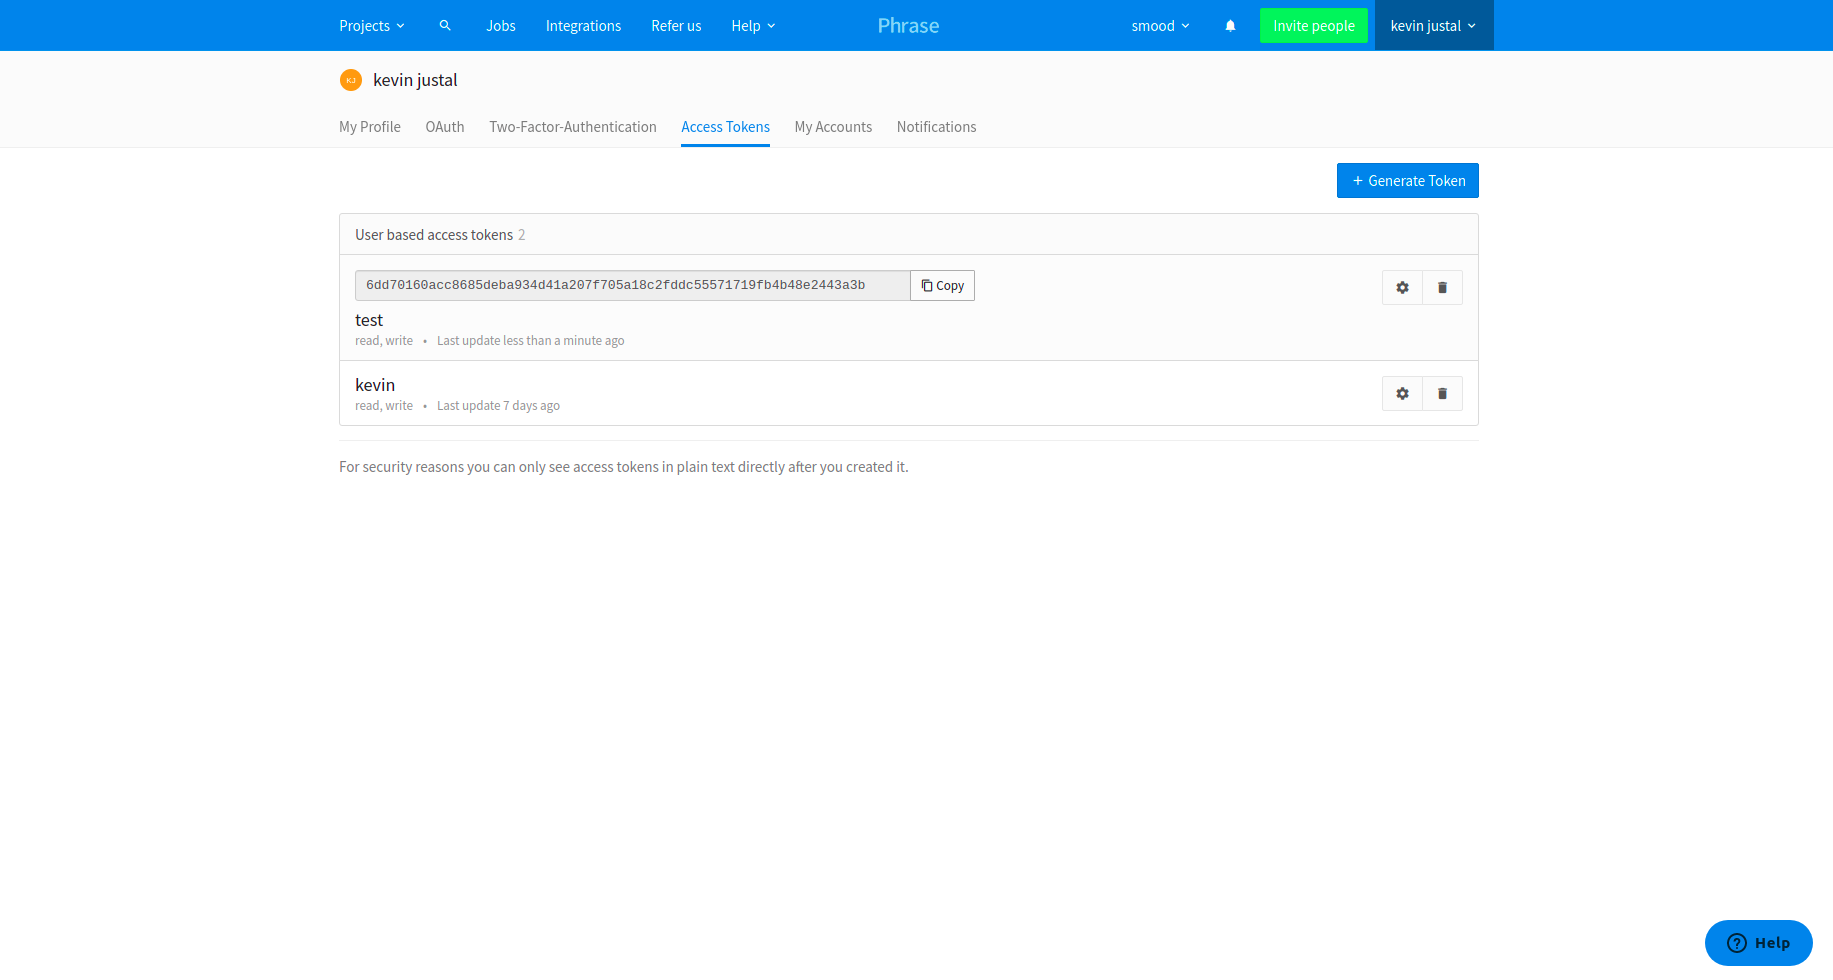 Projects Jobs Integrations Refer us Help Phrase smood Invite people kevin justal
KJ kevin justal
My Profile OAuth Two-Factor-Authentication Access Tokens My Accounts Notifications
+ Generate Token
User based access tokens 2
6dd70160acc8685deba934d41a207f705a18c2fddc55571719fb4b48e2443a3b Copy
test
read, write • Last update less than a minute ago
kevin
read, write • Last update 7 days ago
For security reasons you can only see access tokens in plain text directly after you created it.
? Help